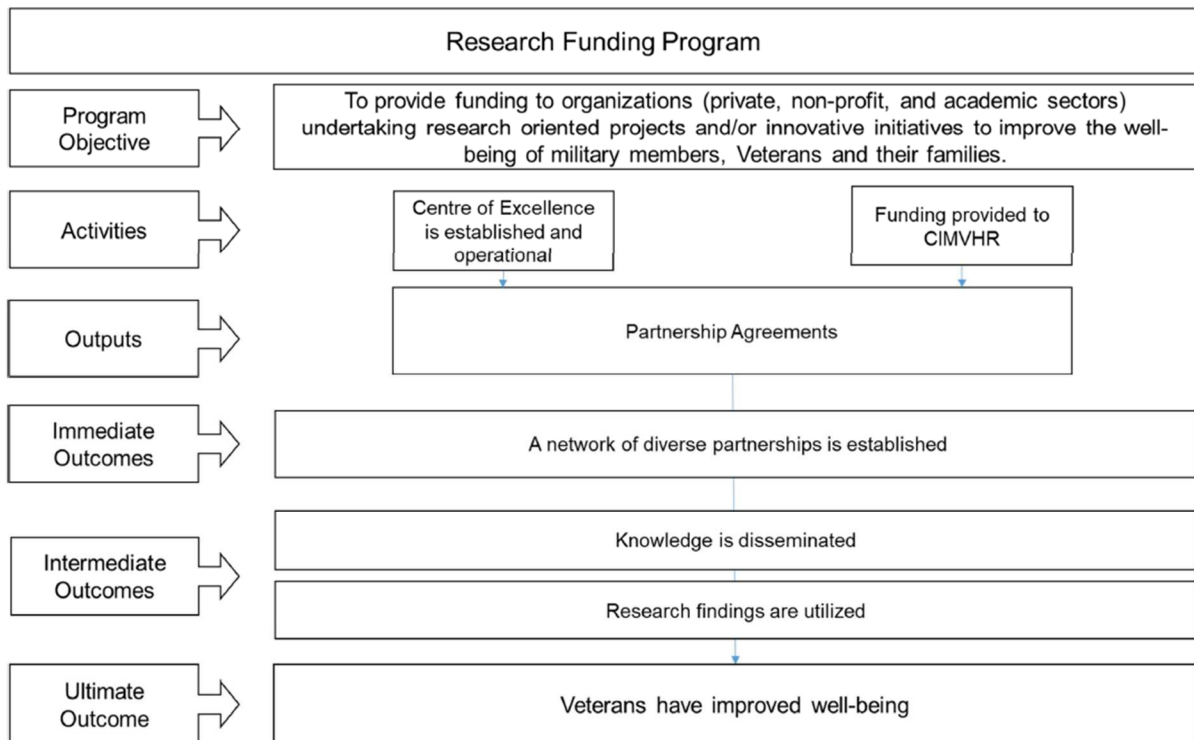 Research Funding Program
Program
Objective
To provide funding to organizations (private, non-profit, and academic sectors)
undertaking research oriented projects and/or innovative initiatives to improve the well-
being of military members, Veterans and their families.
Activities
Centre of Excellence
is established and
operational
Funding provided to
CIMVHR
Outputs
Partnership Agreements
Immediate
Outcomes
A network of diverse partnerships is established
Intermediate
Outcomes
Knowledge is disseminated
Research findings are utilized
Ultimate
Outcome
Veterans have improved well-being